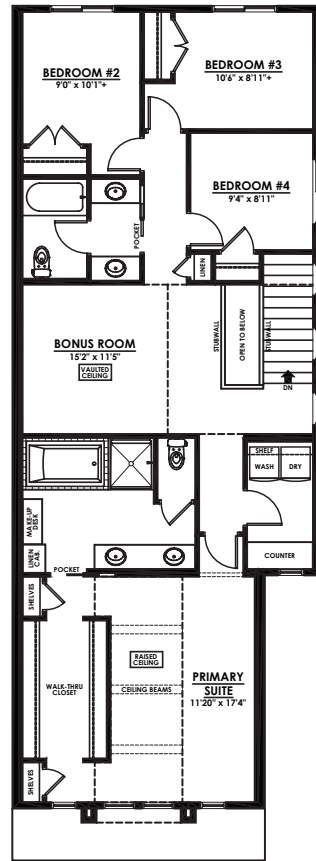 BEDROOM #2
9'0" x 10'1"+
BEDROOM #3
10'6" x 8'11"+
BEDROOM #4
9'4" x 8'11"
POCKET
LINEN
BONUS ROOM
15'2" x 11'5"
VAULTED
CEILING
STUBWALL
OPEN TO BELOW
STUBWALL
DN
SHELF
WASH
DRY
COUNTER
MAKE-UP
DESK
LINEN
CAB.
POCKET
SHELVES
WALK-THRU
CLOSET
RAISED
CEILING
CEILING BEAMS
PRIMARY
SUITE
11'20" x 17'4"
SHELVES